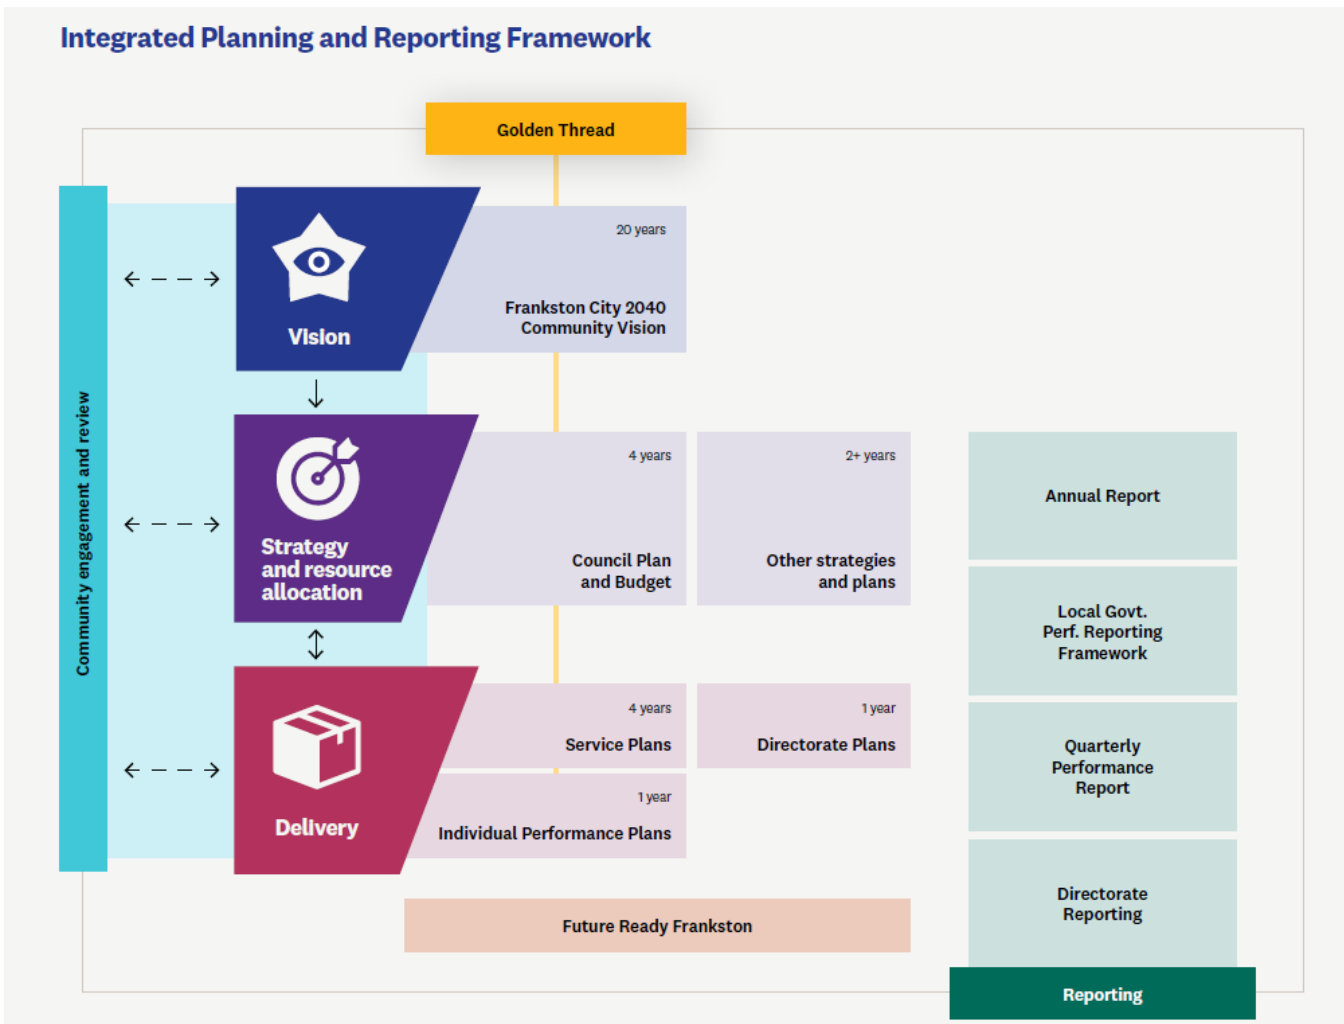 Integrated Planning and Reporting Framework
Golden Thread
Community engagement and review
Vision
20 years
Frankston City 2040
Community Vision
Strategy
and resource
allocation
4 years
Council Plan
and Budget
2+ years
Other strategies
and plans
Delivery
4 years
Service Plans
1 year
Directorate Plans
1 year
Individual Performance Plans
Future Ready Frankston
Annual Report
Local Govt.
Perf. Reporting
Framework
Quarterly
Performance
Report
Directorate
Reporting
Reporting